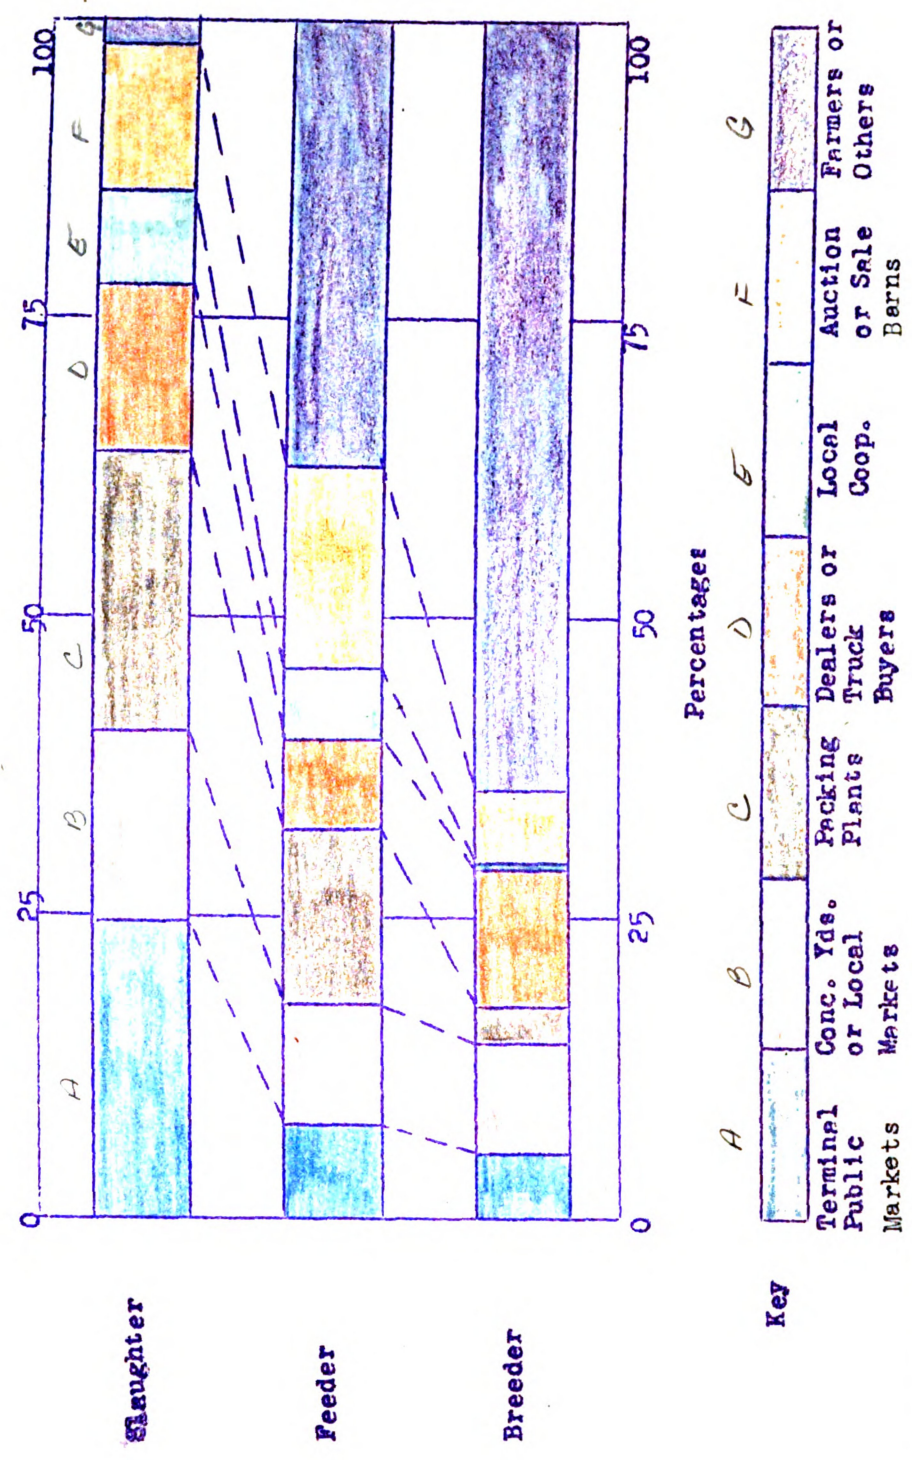 0 25 50 75 100
A B C D E F G
Slaughter
Feeder
Breeder
0 25 50 75 100
Percentages
A B C D E F G
Key
Terminal Public Markets
Conc. Yds. or Local Markets
Packing Plants
Dealers or Truck Buyers
Local Coop.
Auction or Sale Barns
Farmers or Others